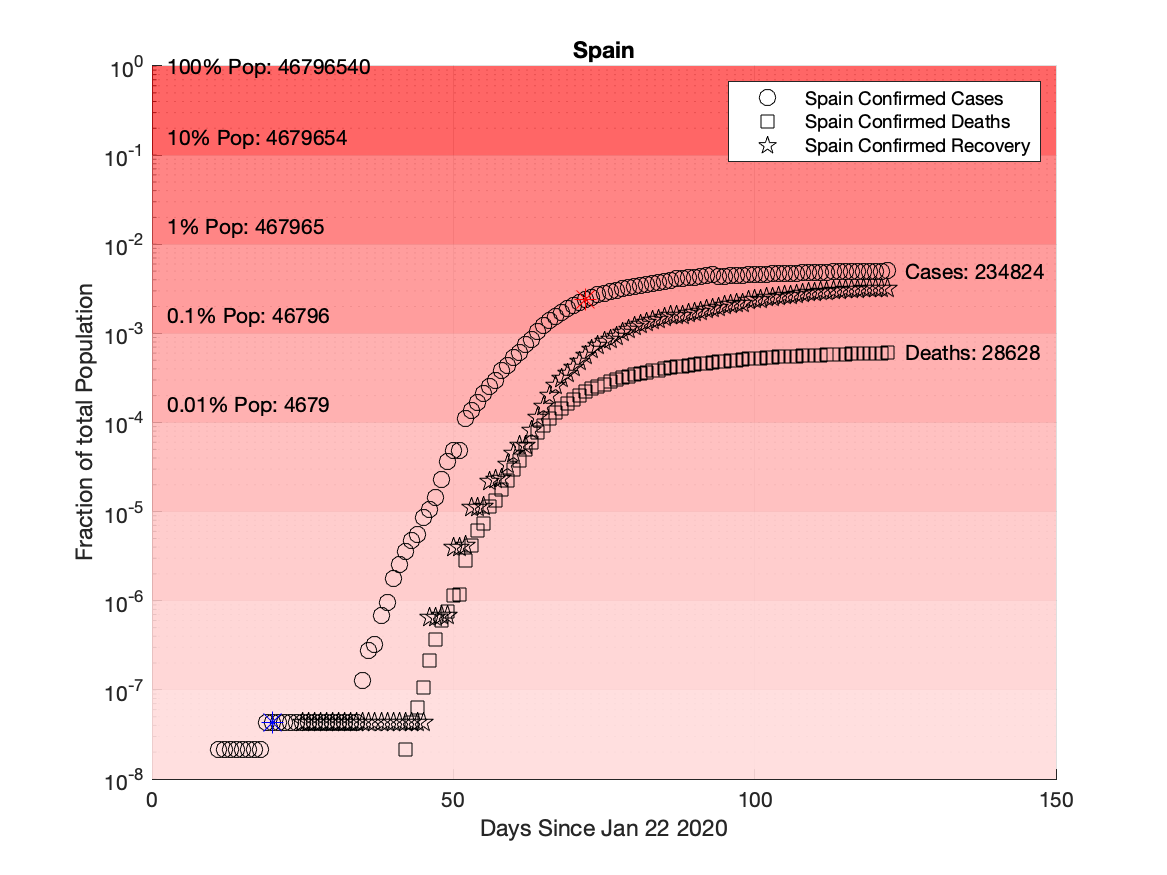 Spain
10^0
100% Pop: 46796540
Spain Confirmed Cases
Spain Confirmed Deaths
Spain Confirmed Recovery
10% Pop: 4679654
10^-1
1% Pop: 467965
10^-2
Cases: 234824
0.1% Pop: 46796
10^-3
Deaths: 28628
0.01% Pop: 4679
10^-4
10^-5
10^-6
10^-7
10^-8
Fraction of total Population
0 50 100 150
Days Since Jan 22 2020